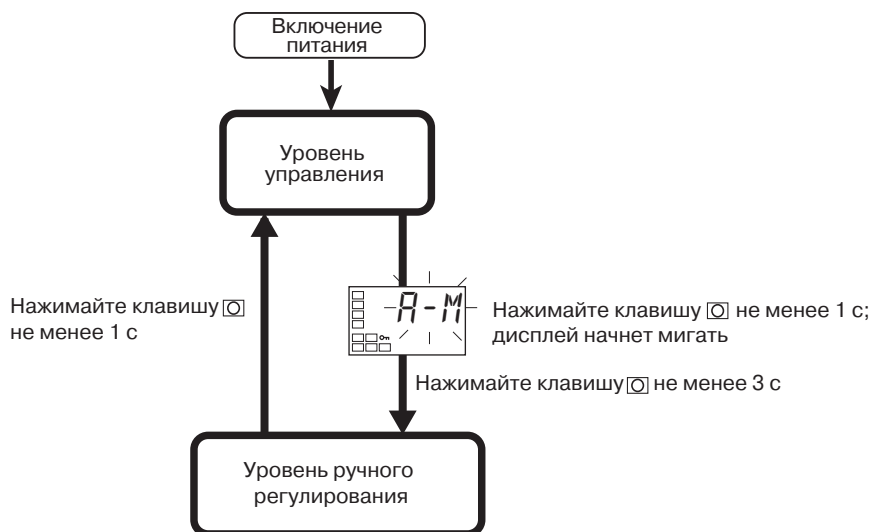 Включение
питания
Уровень
управления
A-M
Нажимайте клавишу
не менее 1 с
Нажимайте клавишу не менее 1 с;
дисплей начнет мигать
Нажимайте клавишу не менее 3 с
Уровень ручного
регулирования